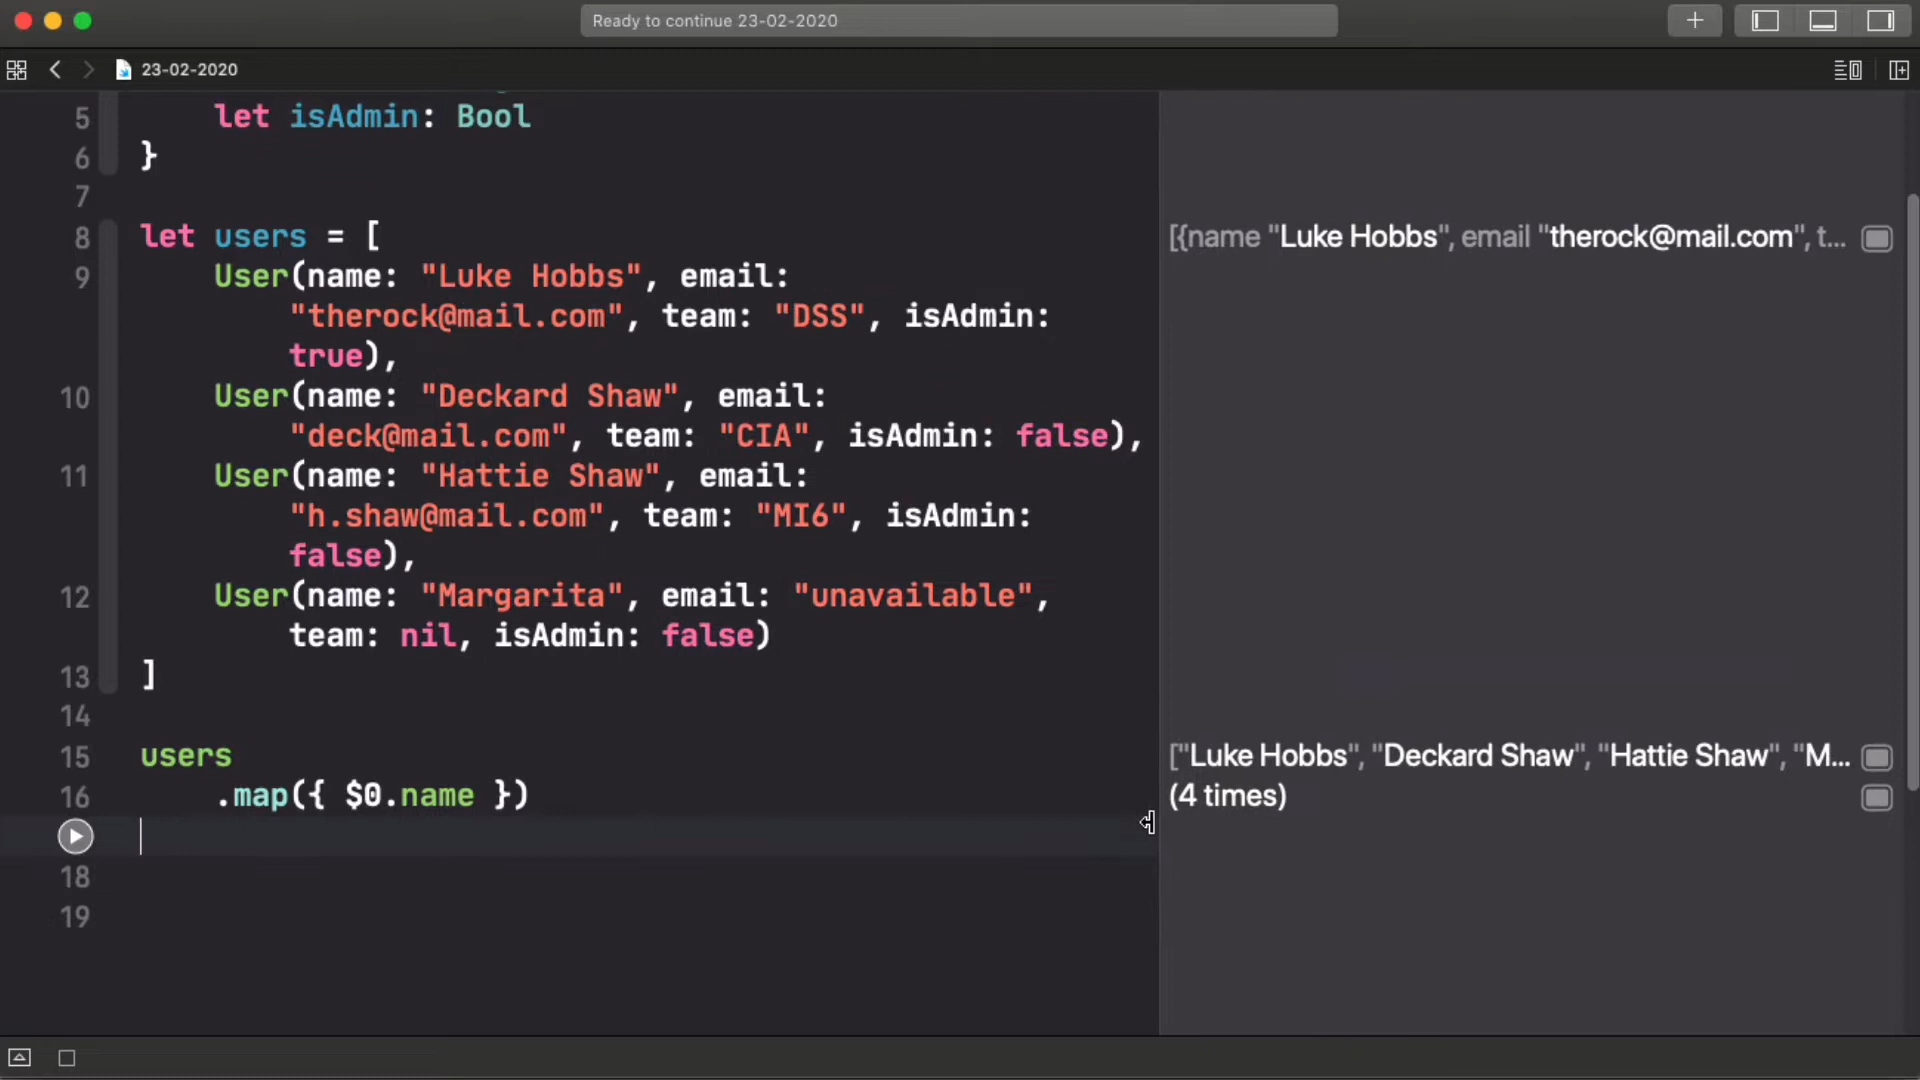 Ready to continue 23-02-2020
23-02-2020
5 let isAdmin: Bool
6 }
7
8 let users = [ [{name "Luke Hobbs", email "therock@mail.com", t...
9 User(name: "Luke Hobbs", email:
"therock@mail.com", team: "DSS", isAdmin:
true),
10 User(name: "Deckard Shaw", email:
"deck@mail.com", team: "CIA", isAdmin: false),
11 User(name: "Hattie Shaw", email:
"h.shaw@mail.com", team: "MI6", isAdmin:
false),
12 User(name: "Margarita", email: "unavailable",
team: nil, isAdmin: false)
13 ]
14
15 users ["Luke Hobbs", "Deckard Shaw", "Hattie Shaw", "M...
16 .map({ $0.name }) (4 times)
18
19